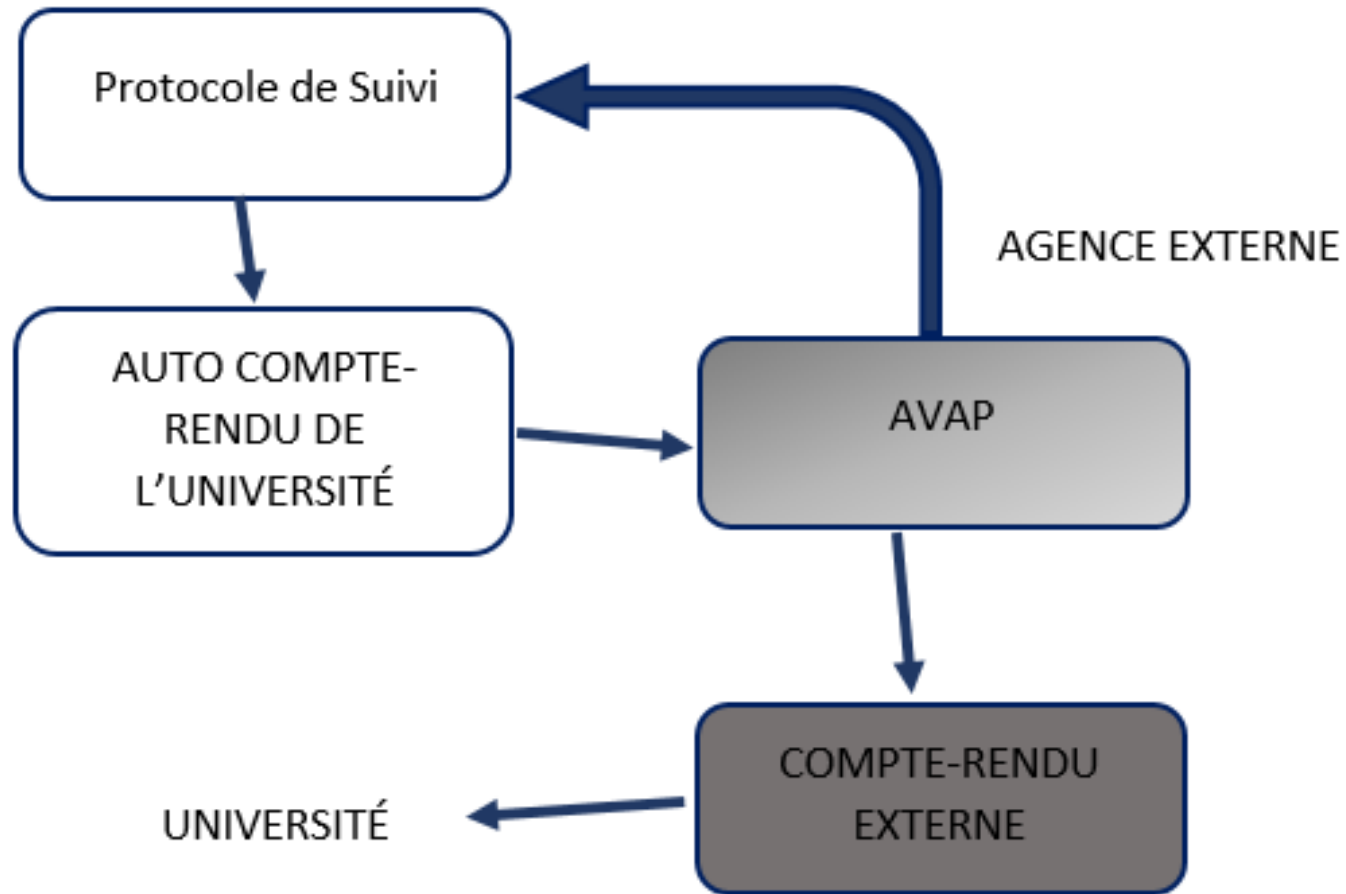 Protocole de Suivi
AGENCE EXTERNE
AUTO COMPTE-
RENDU DE
L’UNIVERSITÉ
AVAP
COMPTE-RENDU
EXTERNE
UNIVERSITÉ